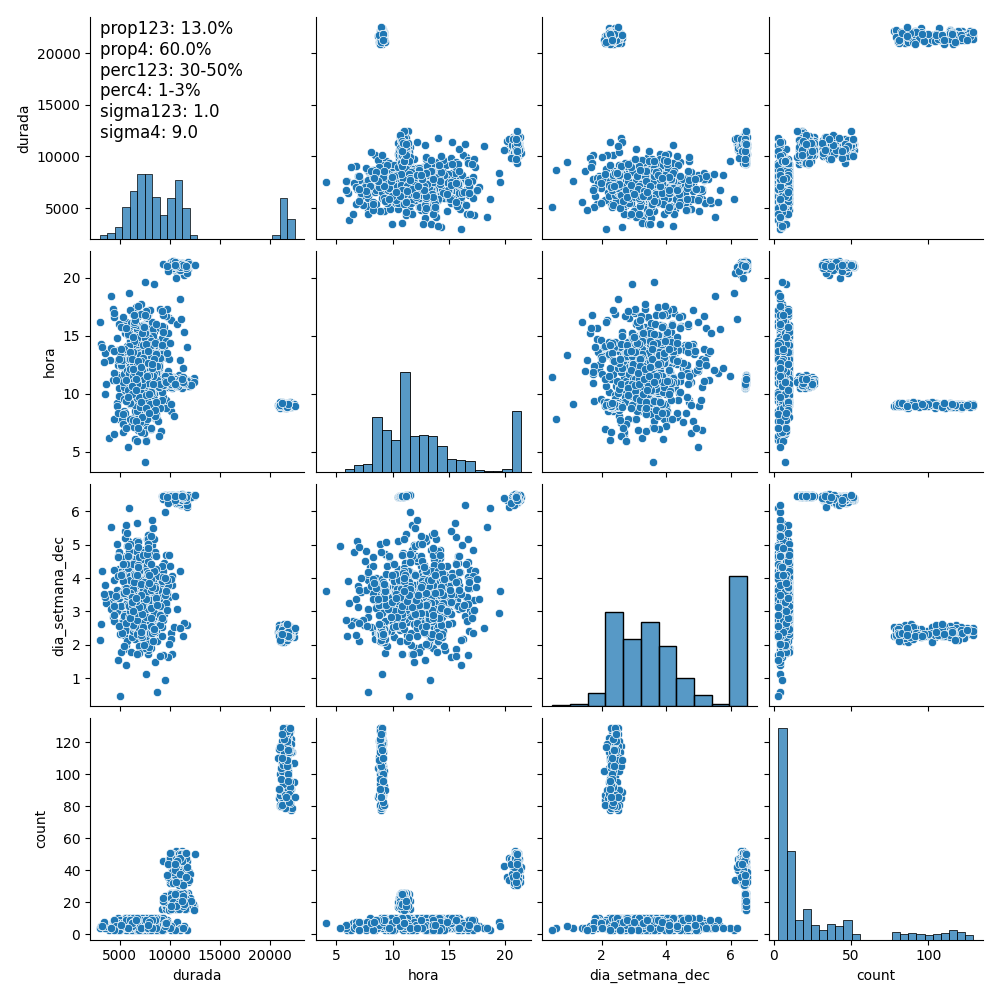 prop123: 13.0%
prop4: 60.0%
perc123: 30-50%
perc4: 1-3%
sigma123: 1.0
sigma4: 9.0
durada
20000
15000
10000
5000
hora
20
15
10
5
dia_setmana_dec
6
5
4
3
2
1
count
120
100
80
60
40
20
0
5000 10000 15000 20000
durada
5 10 15 20
hora
2 4 6
dia_setmana_dec
0 50 100
count